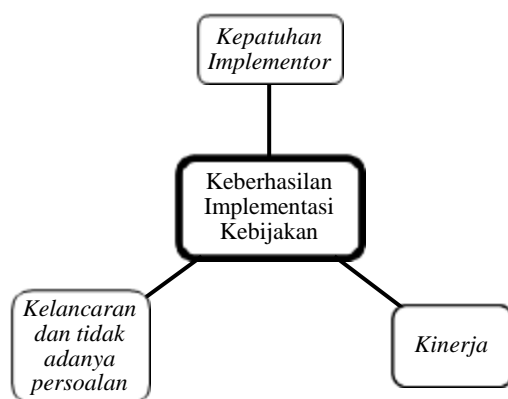 Kepatuhan
Implementor
Keberhasilan
Implementasi
Kebijakan
Kelancaran
dan tidak
adanya
persoalan
Kinerja